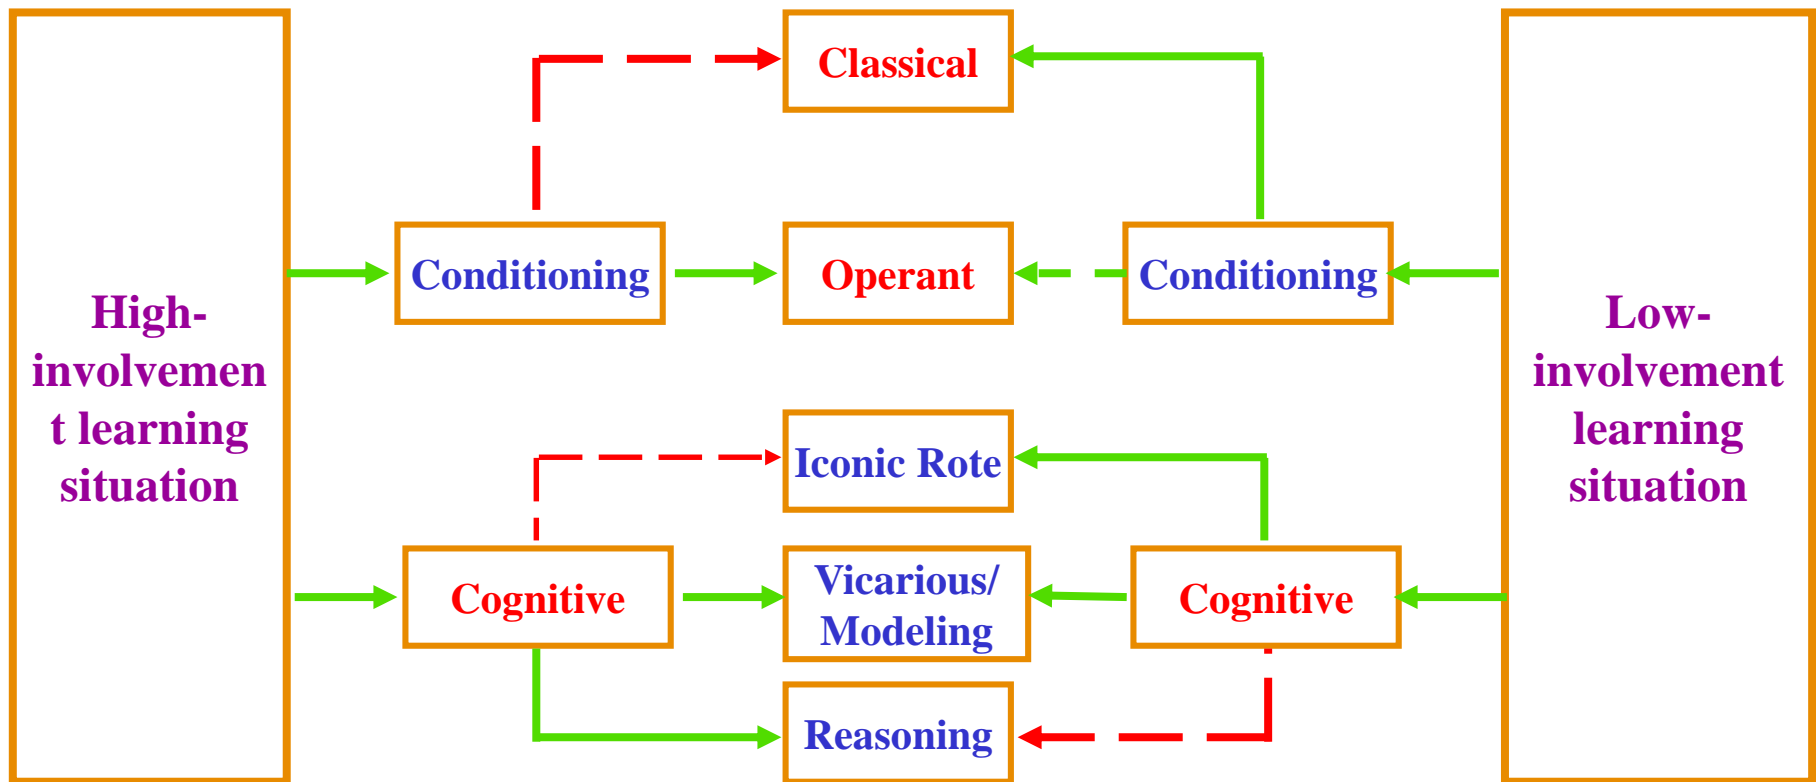 High-
involvemen
t learning
situation
Classical
Conditioning
Operant
Conditioning
Iconic Rote
Cognitive
Vicarious/
Modeling
Cognitive
Reasoning
Low-
involvement
learning
situation